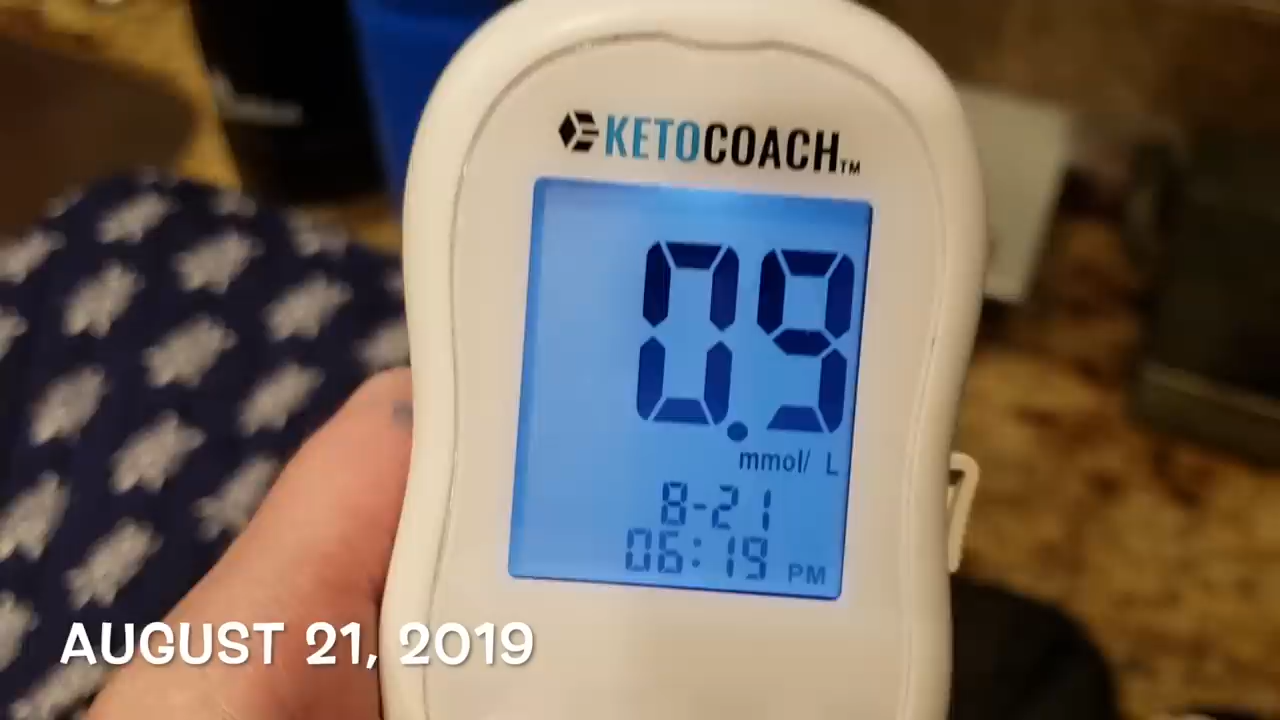 KETOCOACH™
0.9
mmol/ L
8-21
06:19 PM
AUGUST 21, 2019